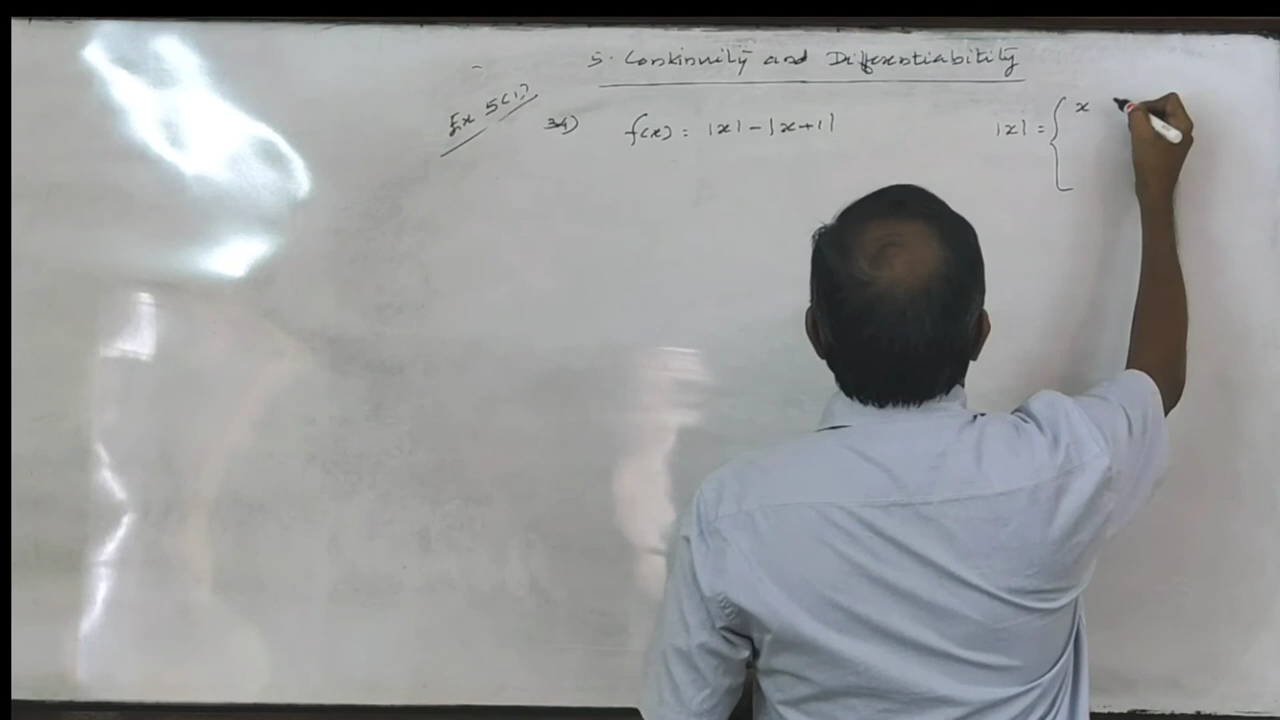 5. Continuity and Differentiability
Ex 5(1)
34) f(x) = |x| - |x+1|
|x| = { x